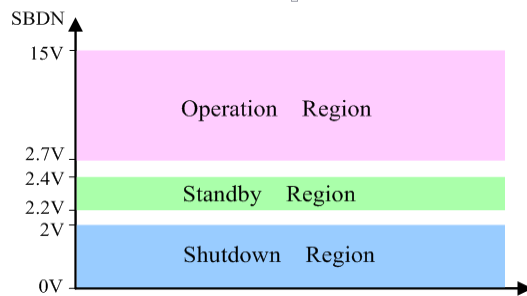 SBDN
15V
Operation Region
2.7V
2.4V
Standby Region
2.2V
2V
Shutdown Region
0V